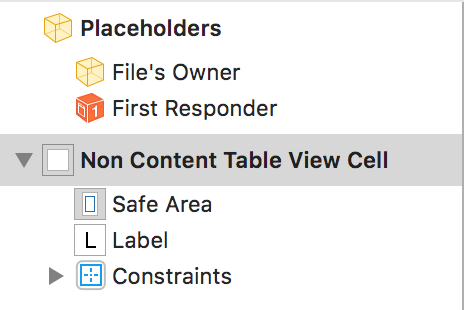 Placeholders
File's Owner
1
First Responder
Non Content Table View Cell
Safe Area
L
Label
Constraints